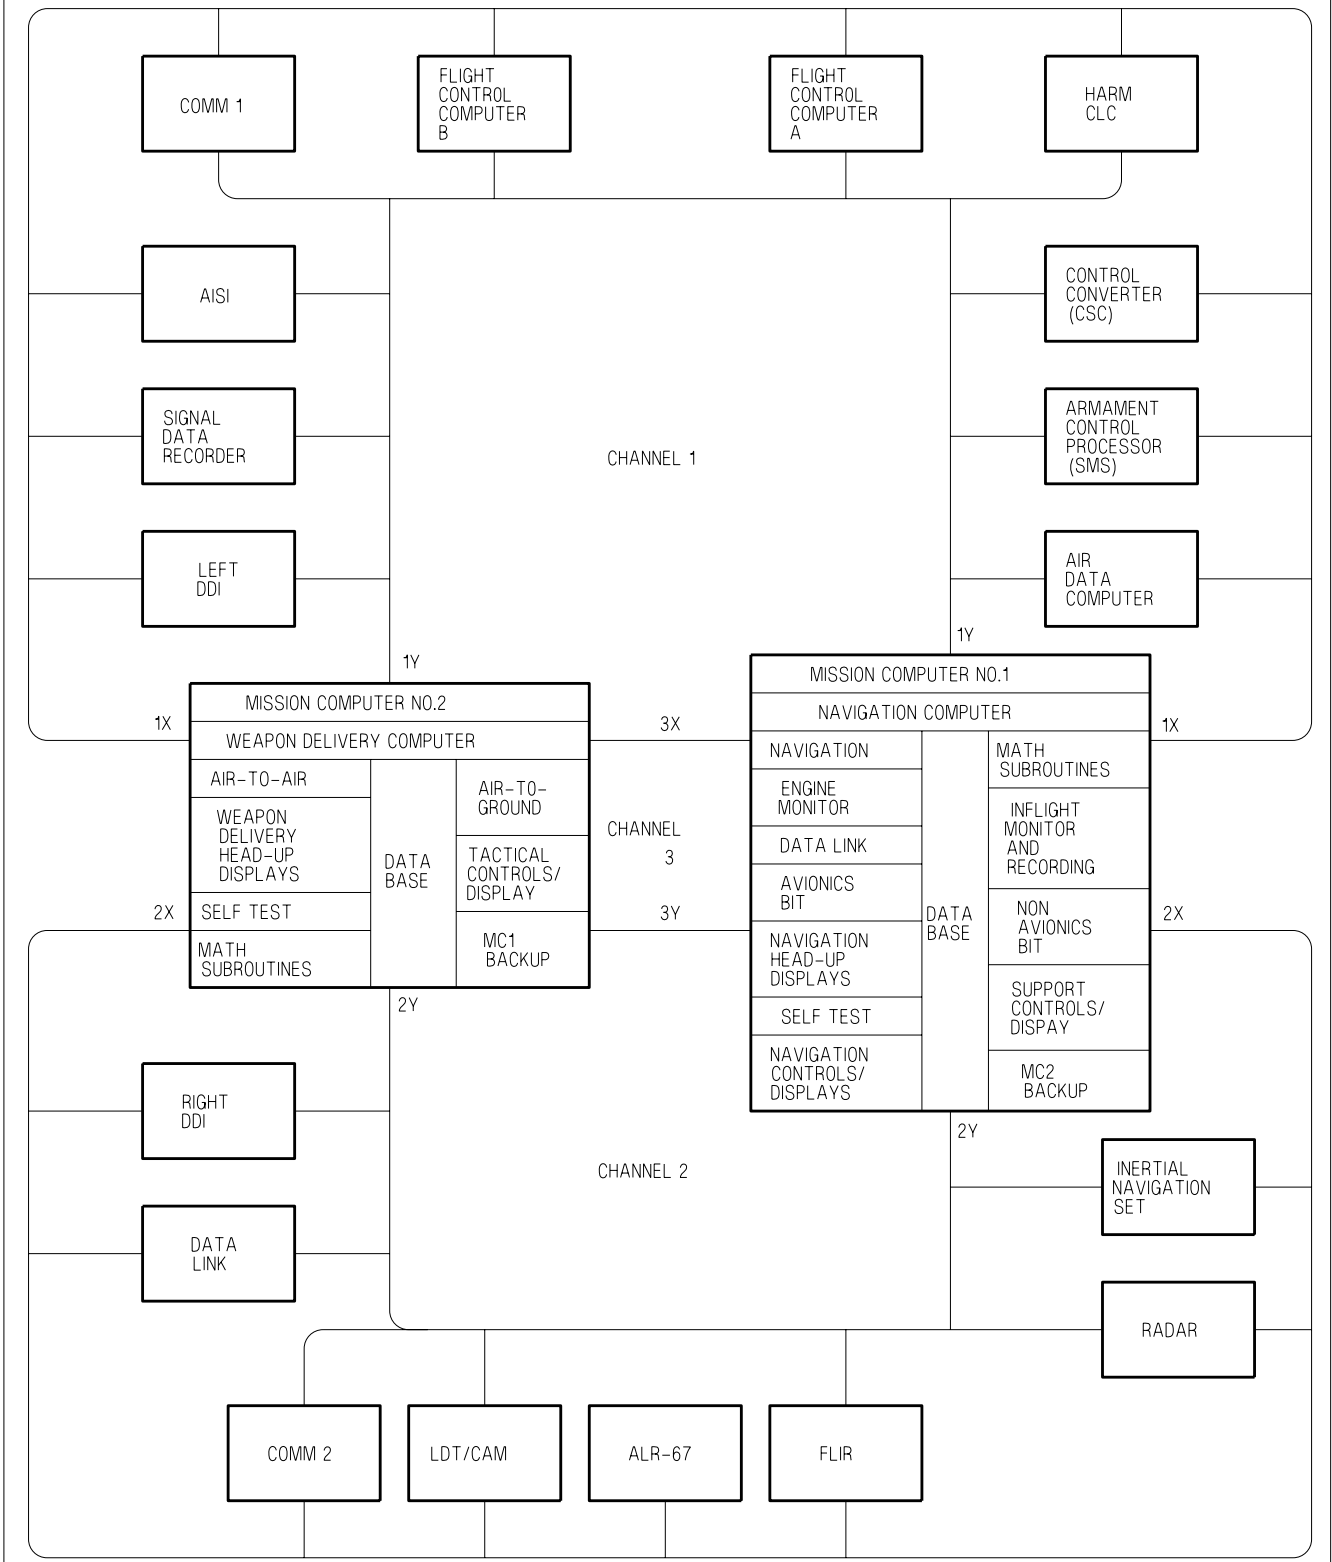 COMM 1
FLIGHT
CONTROL
COMPUTER
B
FLIGHT
CONTROL
COMPUTER
A
HARM
CLC
AISI
CONTROL
CONVERTER
(CSC)
SIGNAL
DATA
RECORDER
CHANNEL 1
ARMAMENT
CONTROL
PROCESSOR
(SMS)
LEFT
DDI
AIR
DATA
COMPUTER
1Y
1Y
1X
MISSION COMPUTER NO.2
WEAPON DELIVERY COMPUTER
AIR-TO-AIR
WEAPON
DELIVERY
HEAD-UP
DISPLAYS
SELF TEST
MATH
SUBROUTINES
DATA
BASE
AIR-TO-
GROUND
TACTICAL
CONTROLS/
DISPLAY
MC1
BACKUP
2X
2Y
3X
CHANNEL
3
3Y
MISSION COMPUTER NO.1
NAVIGATION COMPUTER
NAVIGATION
ENGINE
MONITOR
DATA LINK
AVIONICS
BIT
NAVIGATION
HEAD-UP
DISPLAYS
SELF TEST
NAVIGATION
CONTROLS/
DISPLAYS
DATA
BASE
MATH
SUBROUTINES
INFLIGHT
MONITOR
AND
RECORDING
NON
AVIONICS
BIT
SUPPORT
CONTROLS/
DISPAY
MC2
BACKUP
1X
2X
2Y
RIGHT
DDI
CHANNEL 2
INERTIAL
NAVIGATION
SET
DATA
LINK
RADAR
COMM 2
LDT/CAM
ALR-67
FLIR